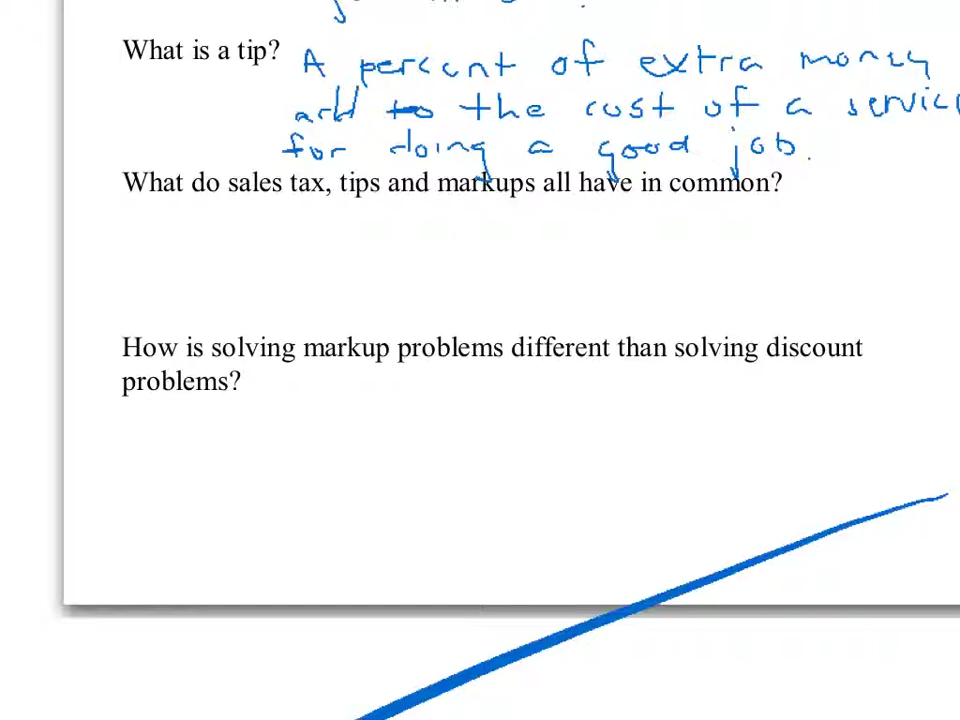 What is a tip? A percent of extra money
add to the cost of a service
for doing a good job.
What do sales tax, tips and markups all have in common?
How is solving markup problems different than solving discount
problems?